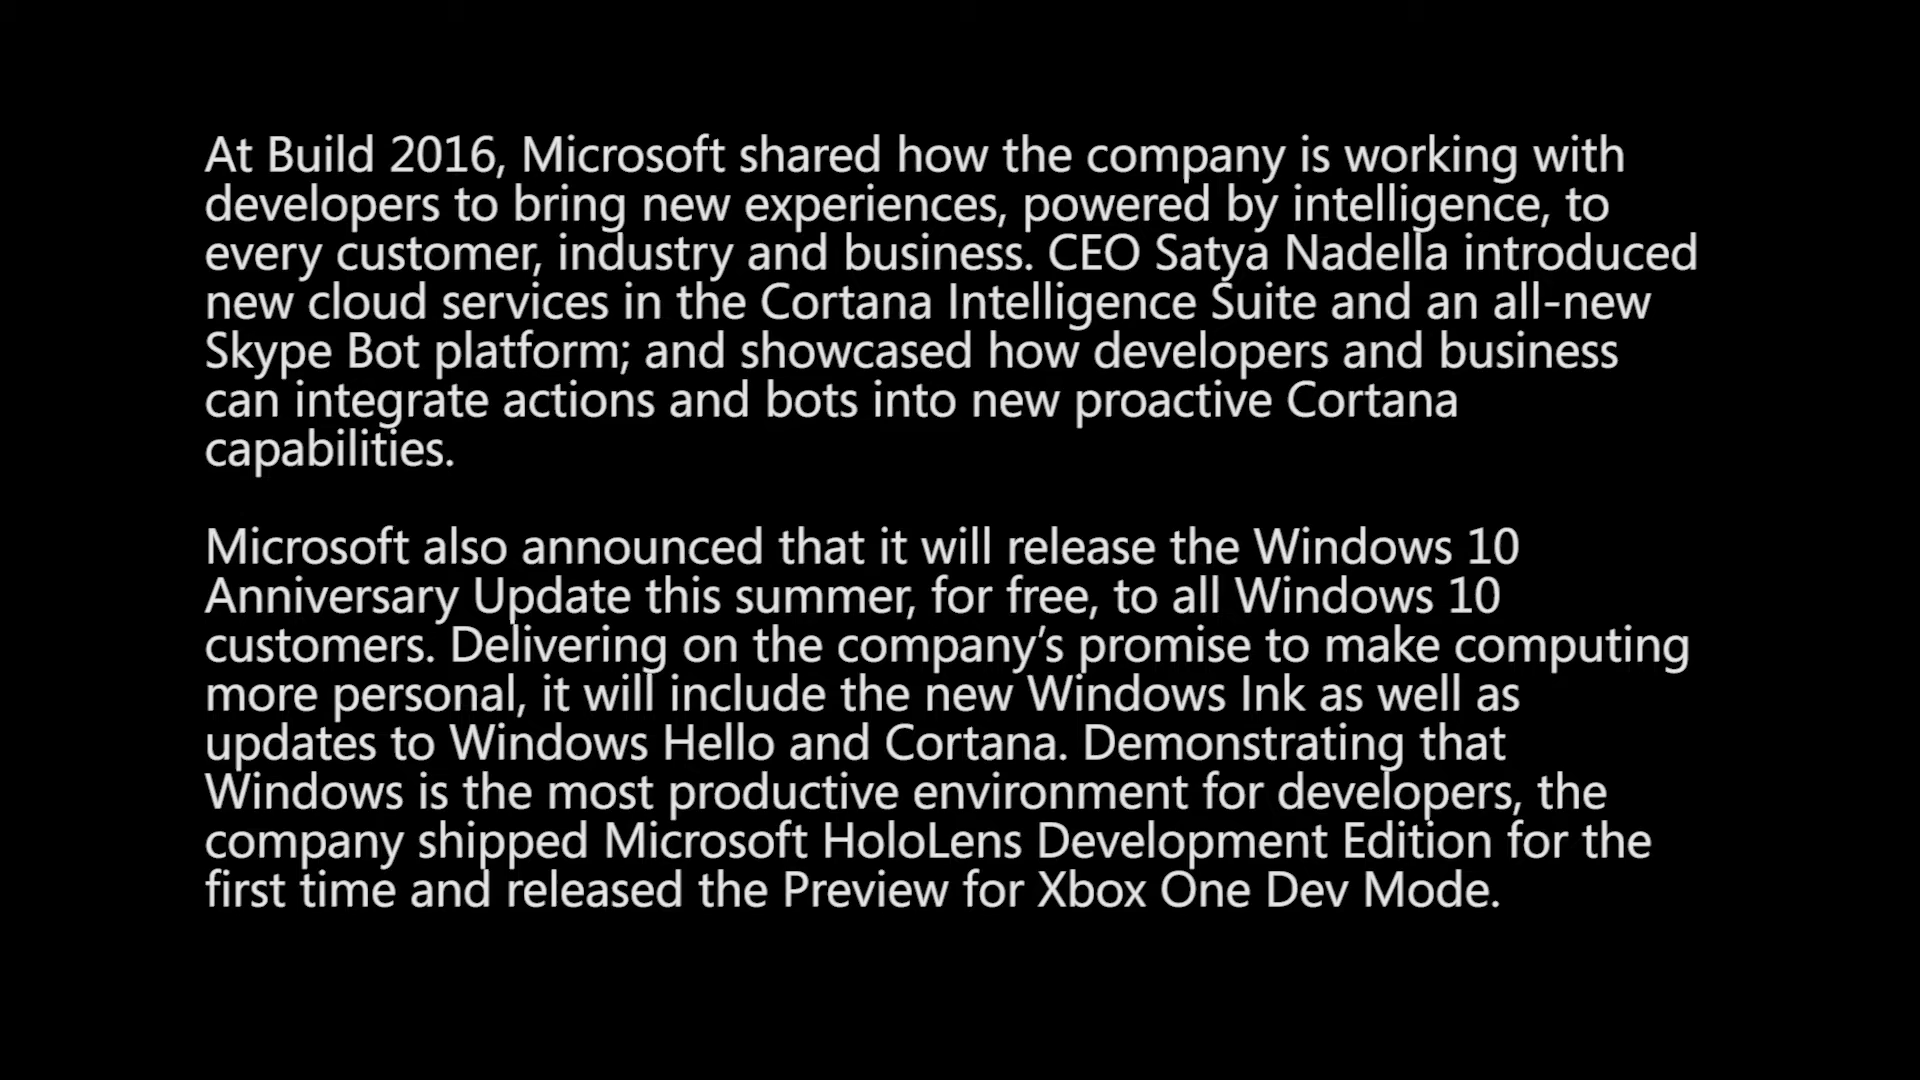 At Build 2016, Microsoft shared how the company is working with
developers to bring new experiences, powered by intelligence, to
every customer, industry and business. CEO Satya Nadella introduced
new cloud services in the Cortana Intelligence Suite and an all-new
Skype Bot platform; and showcased how developers and business
can integrate actions and bots into new proactive Cortana
capabilities.
Microsoft also announced that it will release the Windows 10
Anniversary Update this summer, for free, to all Windows 10
customers. Delivering on the company’s promise to make computing
more personal, it will include the new Windows Ink as well as
updates to Windows Hello and Cortana. Demonstrating that
Windows is the most productive environment for developers, the
company shipped Microsoft HoloLens Development Edition for the
first time and released the Preview for Xbox One Dev Mode.